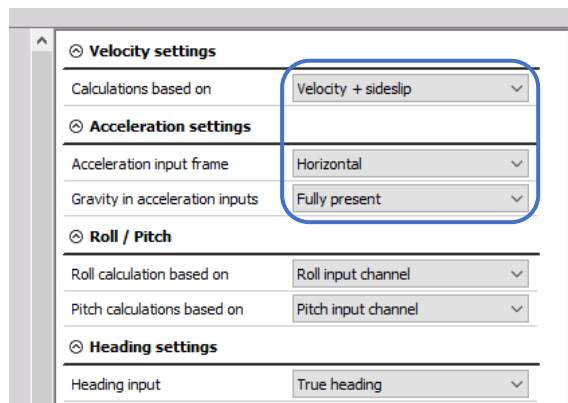 Velocity settings
Calculations based on Velocity + sideslip
Acceleration settings
Acceleration input frame Horizontal
Gravity in acceleration inputs Fully present
Roll / Pitch
Roll calculation based on Roll input channel
Pitch calculations based on Pitch input channel
Heading settings
Heading input True heading